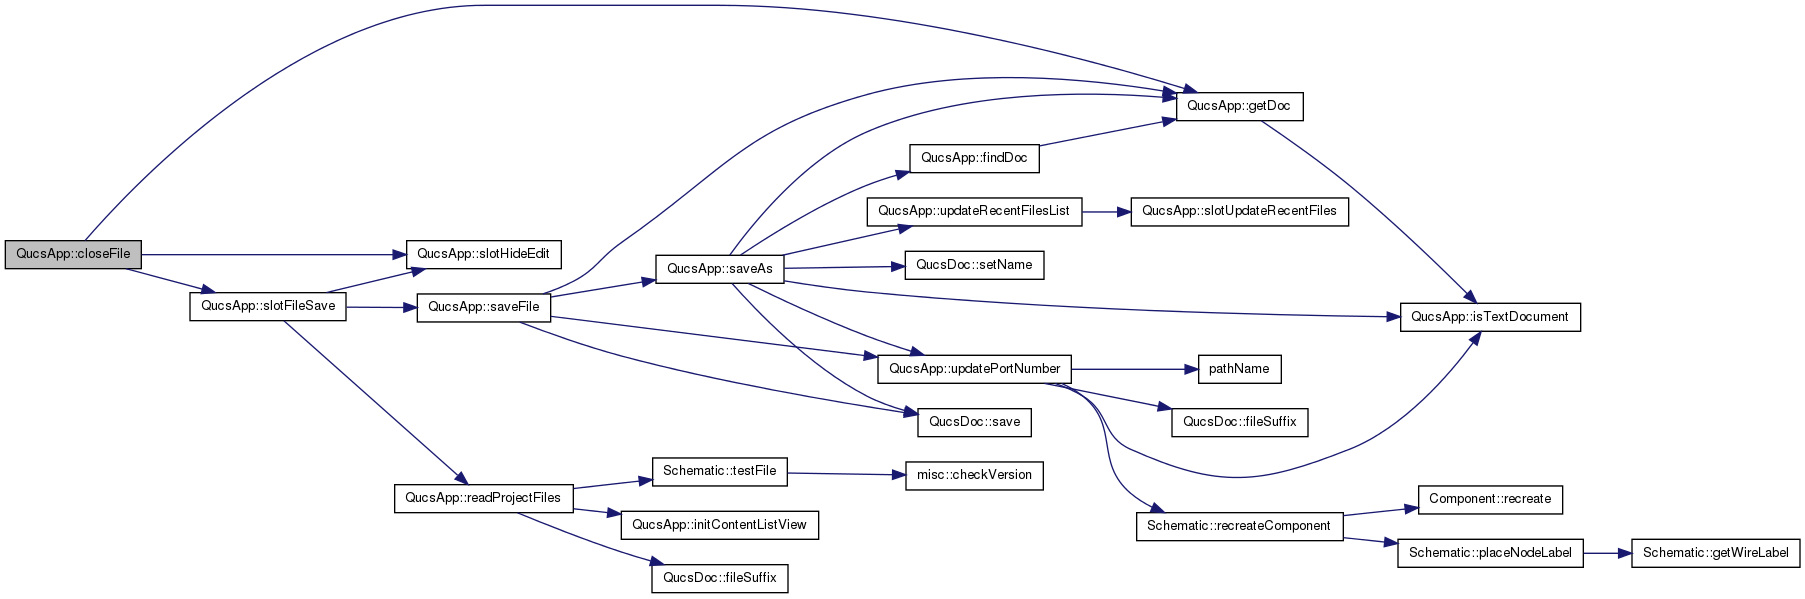 QucsApp::closeFile
QucsApp::slotHideEdit
QucsApp::slotFileSave
QucsApp::saveFile
QucsApp::readProjectFiles
QucsApp::saveAs
Schematic::testFile
QucsApp::initContentListView
QucsDoc::fileSuffix
QucsApp::findDoc
QucsApp::updateRecentFilesList
QucsDoc::setName
QucsApp::updatePortNumber
QucsDoc::save
misc::checkVersion
QucsApp::getDoc
QucsApp::slotUpdateRecentFiles
pathName
QucsDoc::fileSuffix
Schematic::recreateComponent
QucsApp::isTextDocument
Component::recreate
Schematic::placeNodeLabel
Schematic::getWireLabel